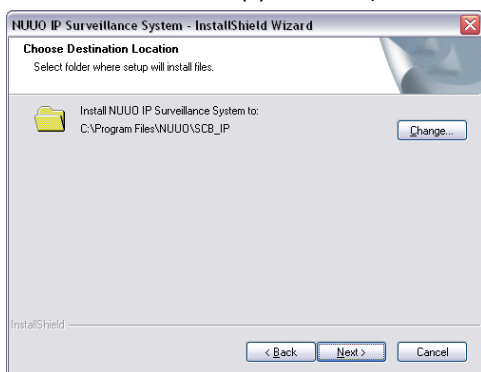 NUUO IP Surveillance System - InstallShield Wizard
Choose Destination Location
Select folder where setup will install files.
Install NUUO IP Surveillance System to:
C:\Program Files\NUUO\SCB_IP
Change...
InstallShield
< Back Next > Cancel